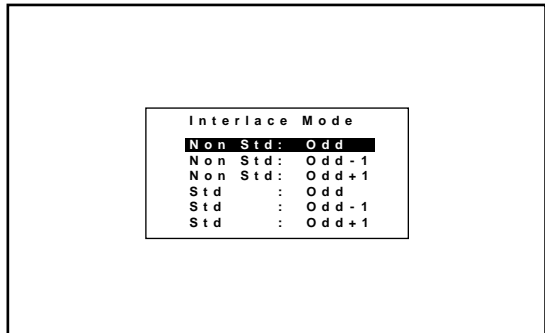 Interlace Mode
Non Std: Odd
Non Std: Odd-1
Non Std: Odd+1
Std : Odd
Std : Odd-1
Std : Odd+1